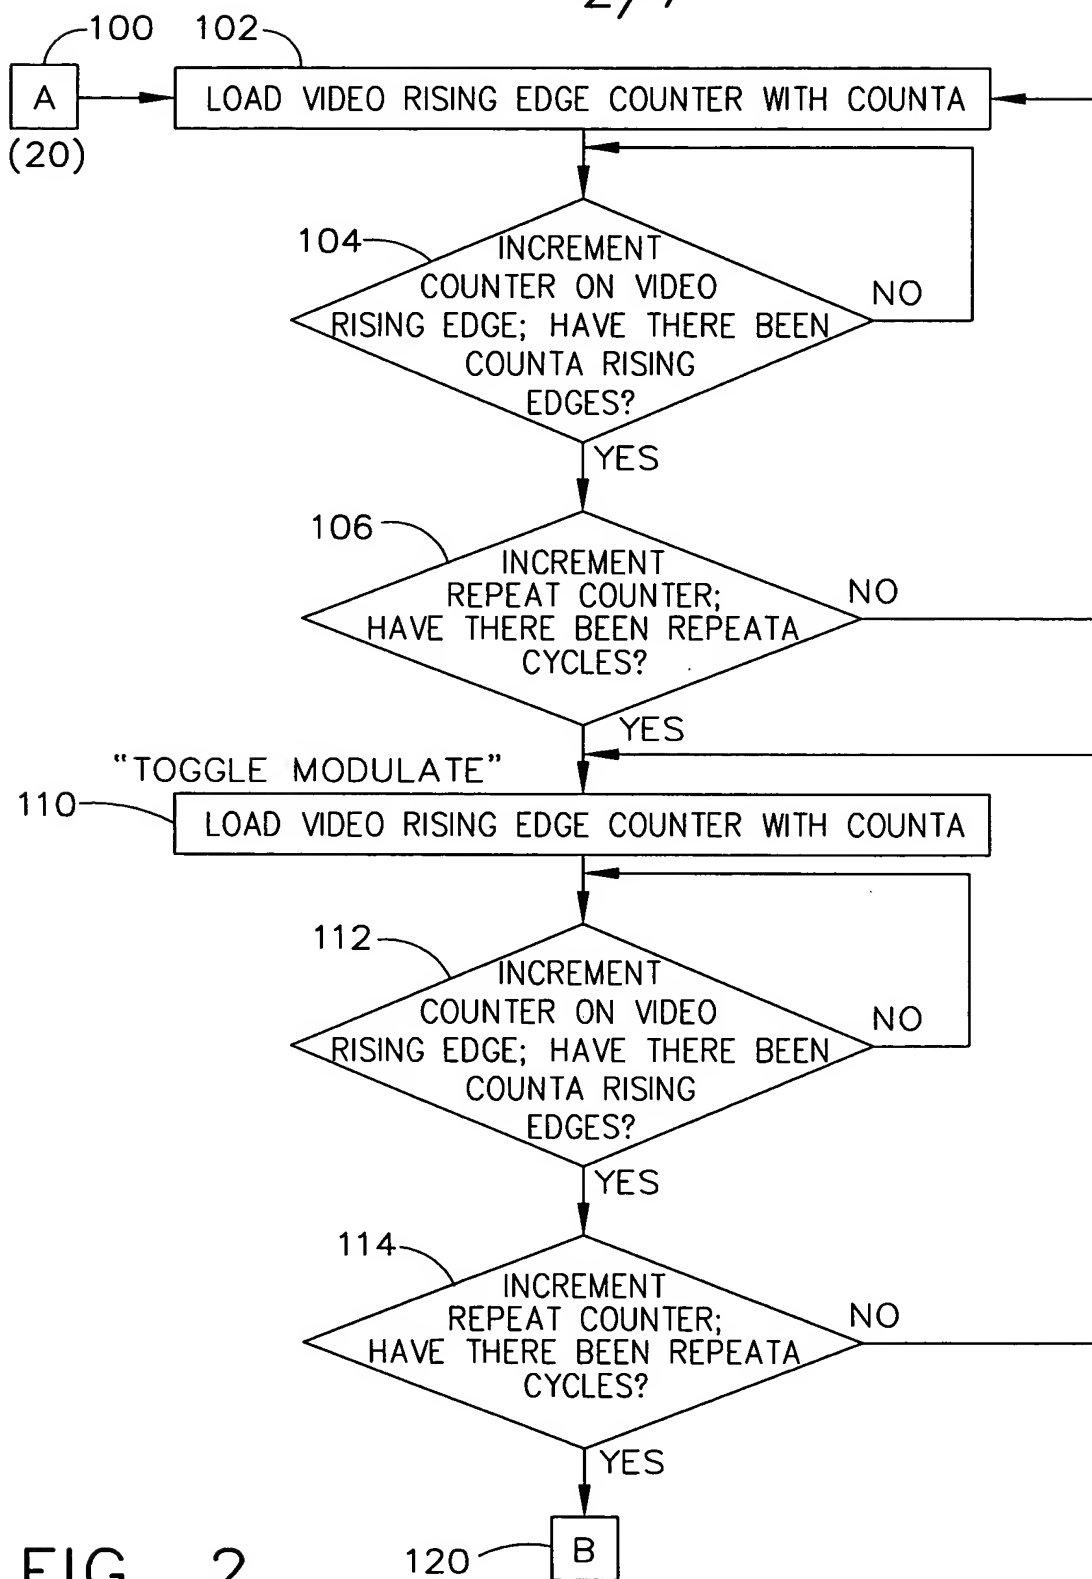 2/4
100 102
A
LOAD VIDEO RISING EDGE COUNTER WITH COUNTA
(20)
104
INCREMENT
COUNTER ON VIDEO
RISING EDGE; HAVE THERE BEEN
COUNTA RISING
EDGES?
NO
YES
106
INCREMENT
REPEAT COUNTER;
HAVE THERE BEEN REPEATA
CYCLES?
NO
YES
"TOGGLE MODULATE"
110
LOAD VIDEO RISING EDGE COUNTER WITH COUNTA
112
INCREMENT
COUNTER ON VIDEO
RISING EDGE; HAVE THERE BEEN
COUNTA RISING
EDGES?
NO
YES
114
INCREMENT
REPEAT COUNTER;
HAVE THERE BEEN REPEATA
CYCLES?
NO
YES
120
B
FIG. 2